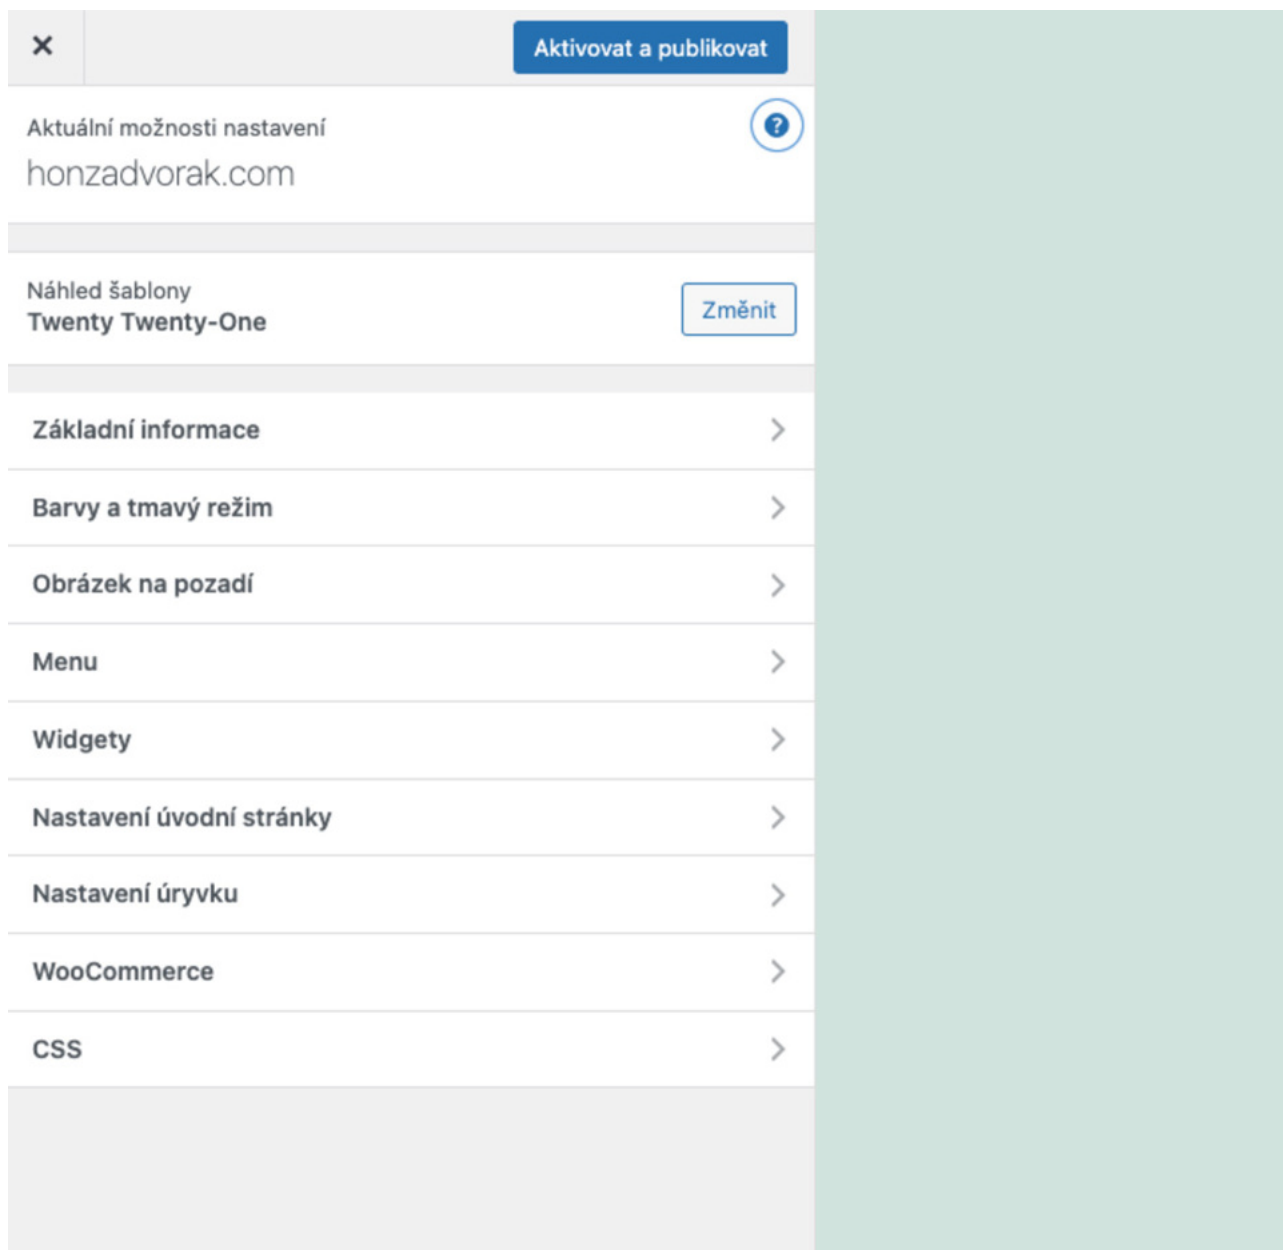 Aktivovat a publikovat
Aktuální možnosti nastavení
honzadvorak.com
Náhled šablony
Twenty Twenty-One
Změnit
Základní informace
Barvy a tmavý režim
Obrázek na pozadí
Menu
Widgety
Nastavení úvodní stránky
Nastavení úryvku
WooCommerce
CSS